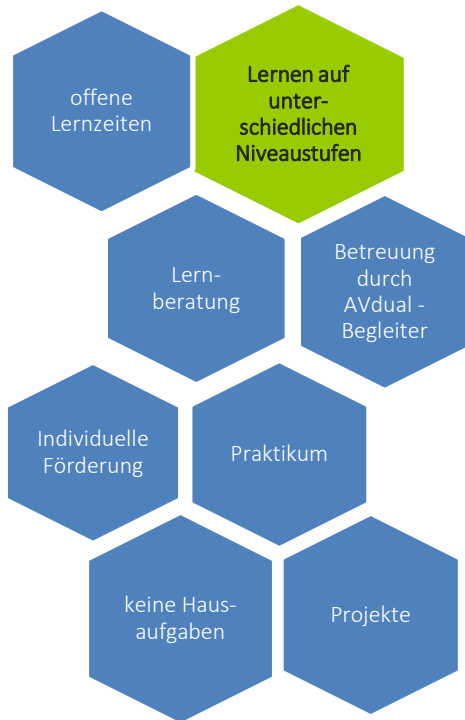 offene
Lernzeiten
Lernen auf
unter-
schiedlichen
Niveaustufen
Lern-
beratung
Betreuung
durch
AVdual -
Begleiter
Individuelle
Förderung
Praktikum
keine Haus-
aufgaben
Projekte